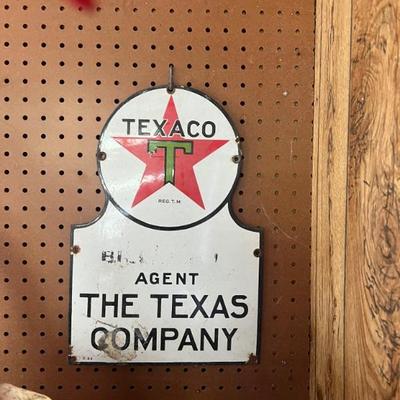 TEXACO
T
REG. T. M
AGENT
THE TEXAS
COMPANY